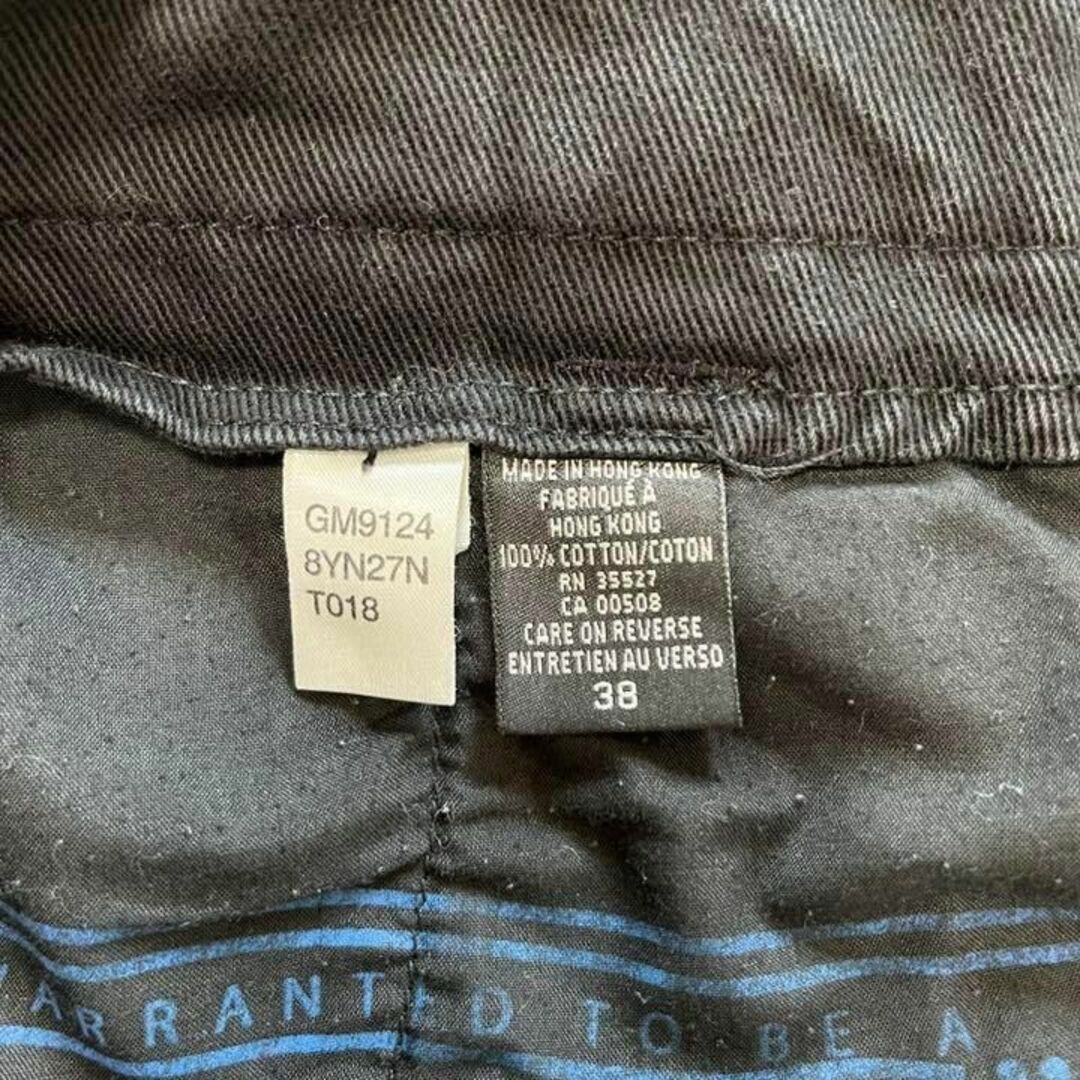 GM9124
8YN27N
T018
MADE IN HONG KONG
FABRIQUÉ À
HONG KONG
100% COTTON/COTON
RN 35527
CA 00508
CARE ON REVERSE
ENTRETIEN AU VERSO
38
WARRANTED TO BE A